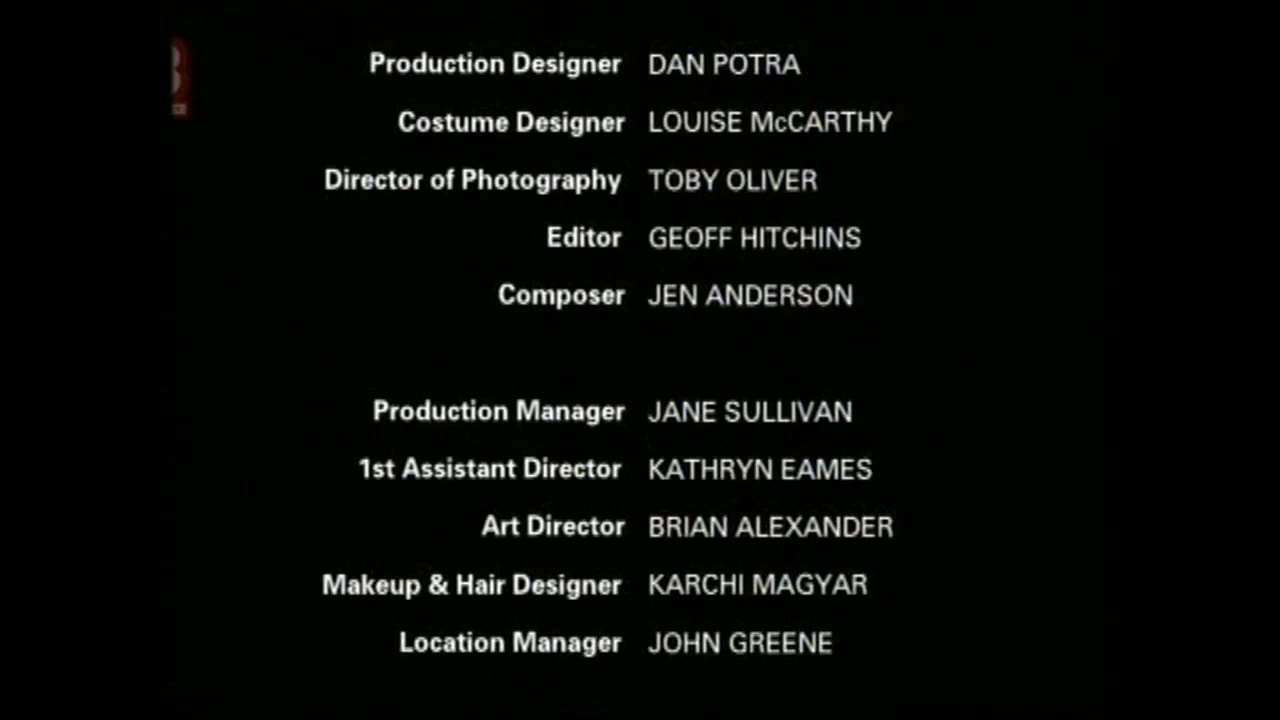 Production Designer DAN POTRA
Costume Designer LOUISE McCARTHY
Director of Photography TOBY OLIVER
Editor GEOFF HITCHINS
Composer JEN ANDERSON
Production Manager JANE SULLIVAN
1st Assistant Director KATHRYN EAMES
Art Director BRIAN ALEXANDER
Makeup & Hair Designer KARCHI MAGYAR
Location Manager JOHN GREENE